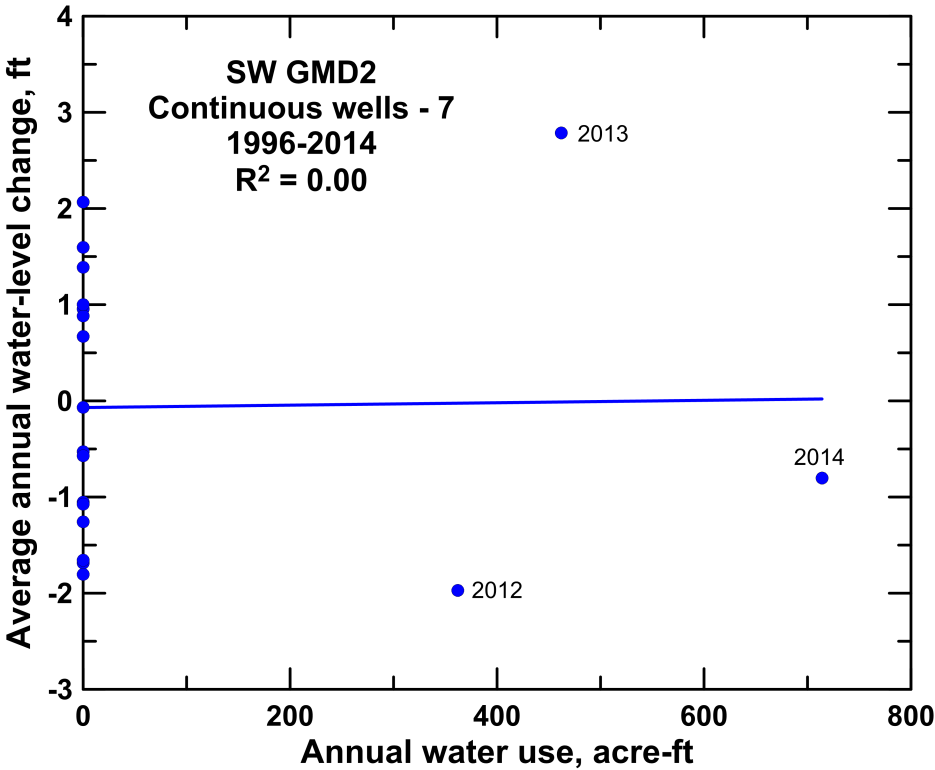 SW GMD2
Continuous wells - 7
1996-2014
R² = 0.00
4
3
2
1
0
-1
-2
-3
2013
2014
2012
0 200 400 600 800
Annual water use, acre-ft
Average annual water-level change, ft